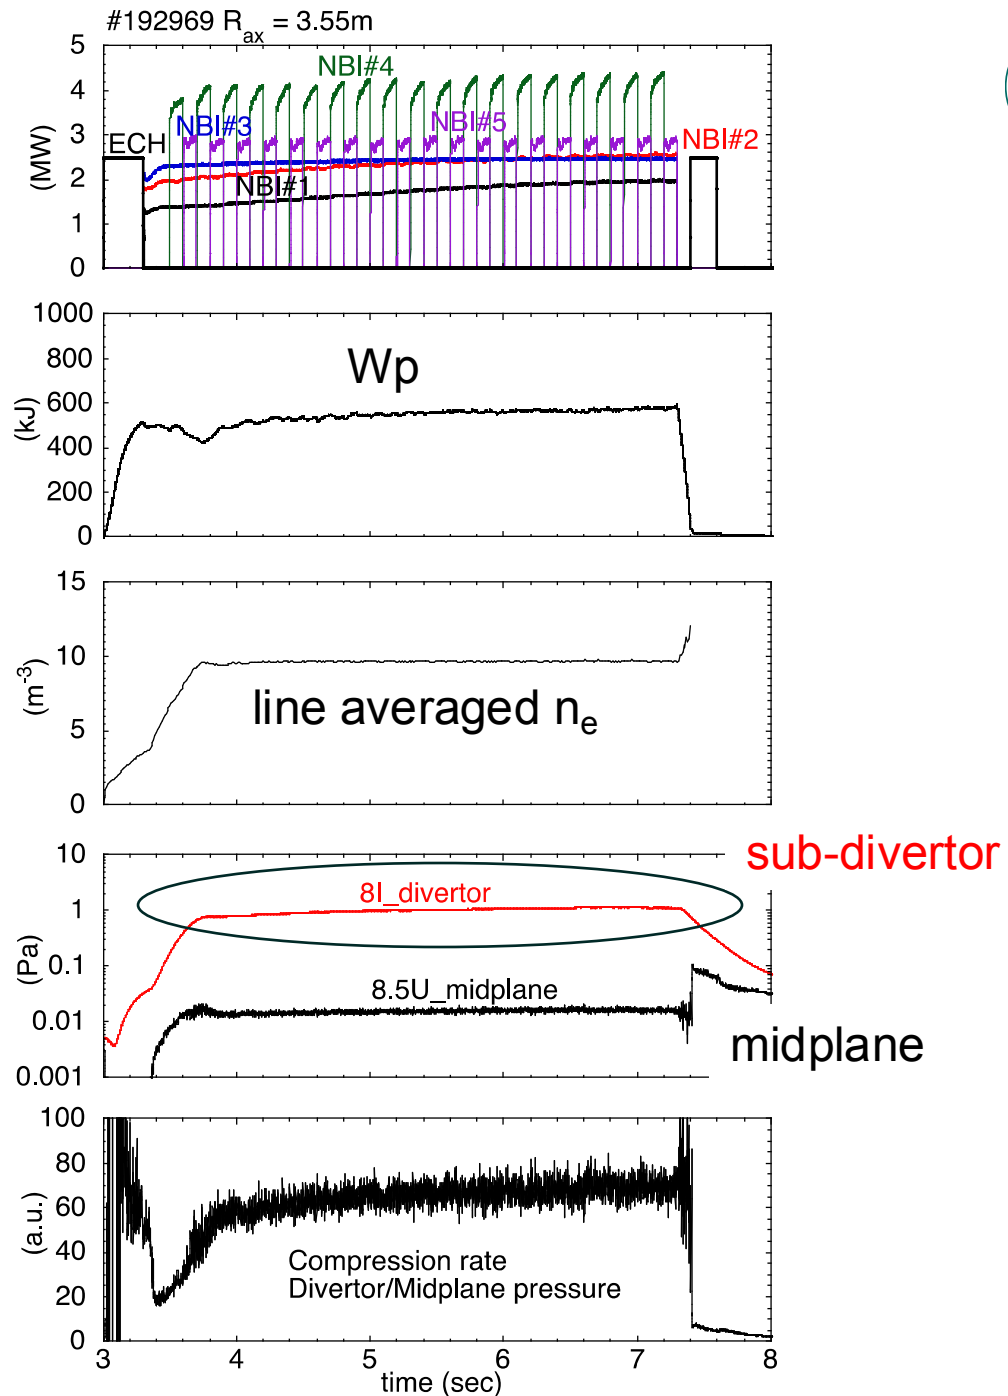 #192969 R_ax = 3.55m
5
4
3
2
1
0
(MW)
NBI#4
NBI#3
NBI#5
ECH
NBI#2
NBI#1
1000
800
600
400
200
0
(kJ)
Wp
15
10
5
0
(m^-3)
line averaged n_e
10
1
0.1
0.01
0.001
(Pa)
sub-divertor
8I_divertor
8.5U_midplane
midplane
100
80
60
40
20
0
(a.u.)
Compression rate
Divertor/Midplane pressure
3 4 5 6 7 8
time (sec)